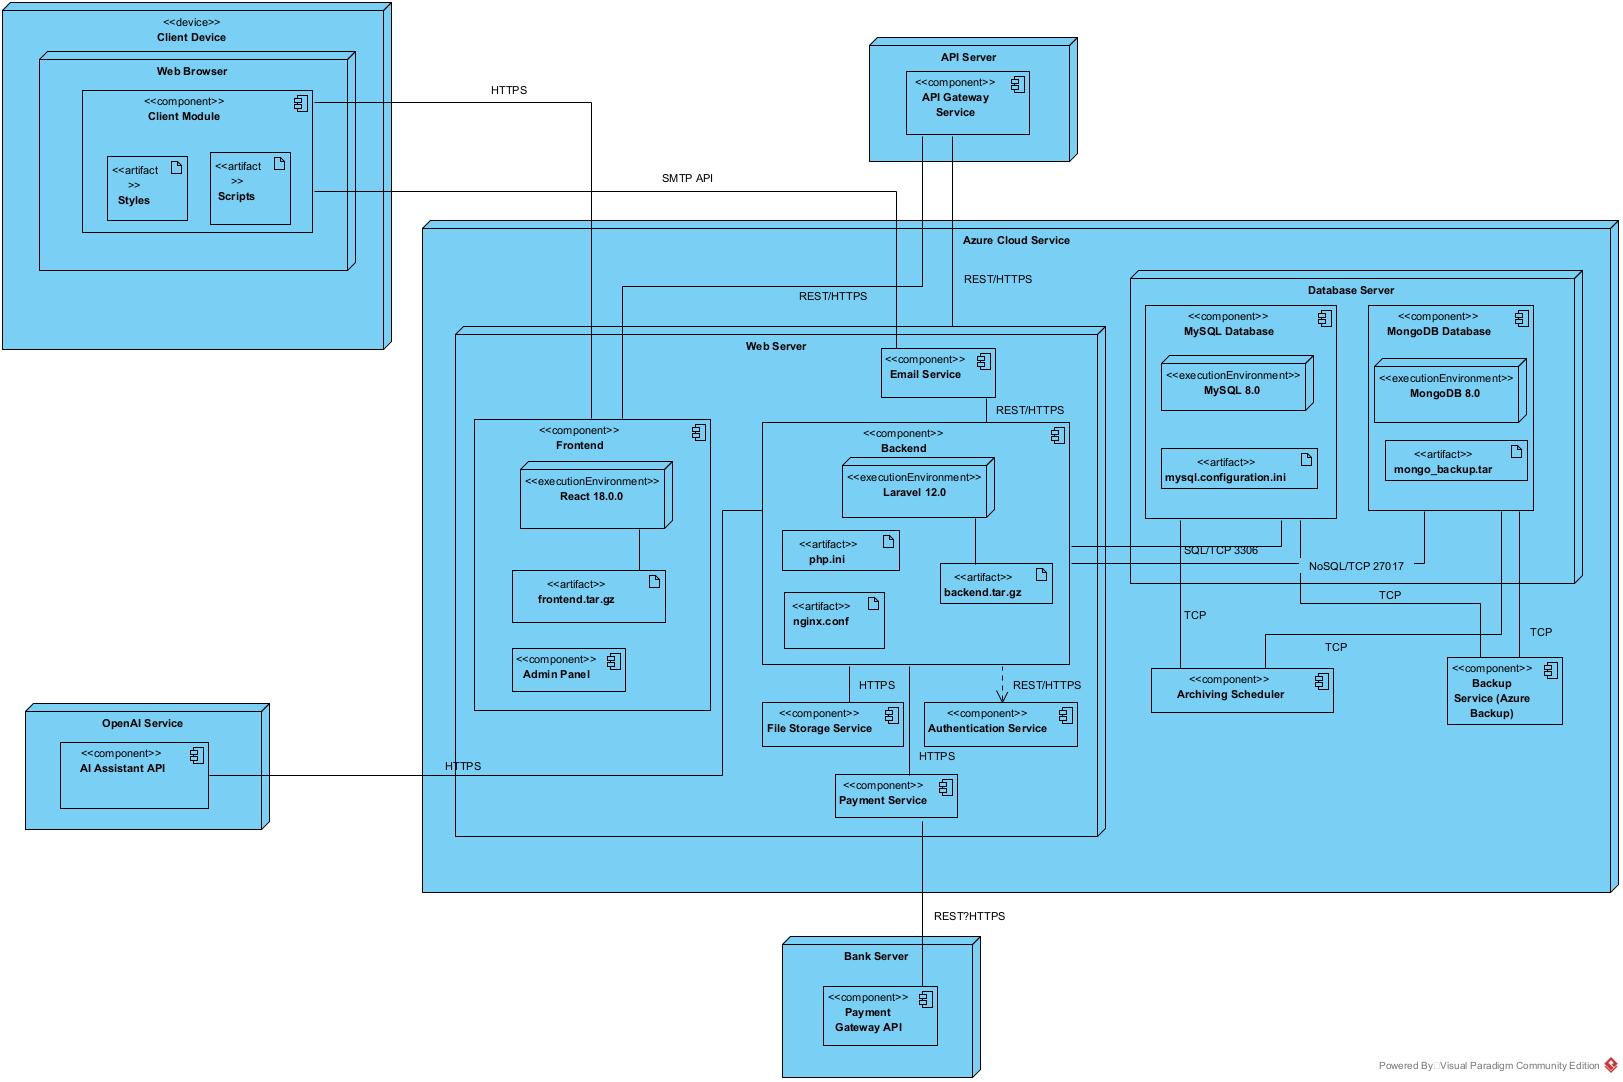 <<device>>
Client Device
Web Browser
<<component>>
Client Module
<<artifact
>>
Styles
<<artifact
>>
Scripts
HTTPS
SMTP API
API Server
<<component>>
API Gateway
Service
Azure Cloud Service
REST/HTTPS
REST/HTTPS
Web Server
<<component>>
Email Service
REST/HTTPS
<<component>>
Frontend
<<executionEnvironment>>
React 18.0.0
<<artifact>>
frontend.tar.gz
<<component>>
Admin Panel
<<component>>
Backend
<<executionEnvironment>>
Laravel 12.0
<<artifact>>
php.ini
<<artifact>>
backend.tar.gz
<<artifact>>
nginx.conf
HTTPS
REST/HTTPS
<<component>>
File Storage Service
<<component>>
Authentication Service
HTTPS
<<component>>
Payment Service
Database Server
<<component>>
MySQL Database
<<executionEnvironment>>
MySQL 8.0
<<artifact>>
mysql.configuration.ini
<<component>>
MongoDB Database
<<executionEnvironment>>
MongoDB 8.0
<<artifact>>
mongo_backup.tar
SQL/TCP 3306
NoSQL/TCP 27017
TCP
TCP
TCP
TCP
<<component>>
Archiving Scheduler
<<component>>
Backup
Service (Azure
Backup)
OpenAI Service
<<component>>
AI Assistant API
HTTPS
REST?HTTPS
Bank Server
<<component>>
Payment
Gateway API
Powered By Visual Paradigm Community Edition